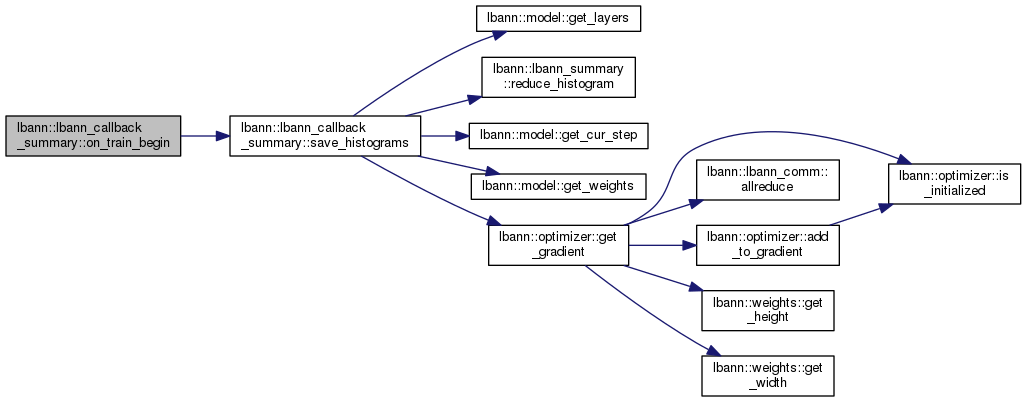 lbann::lbann_callback
_summary::on_train_begin
lbann::lbann_callback
_summary::save_histograms
lbann::model::get_layers
lbann::lbann_summary
::reduce_histogram
lbann::model::get_cur_step
lbann::model::get_weights
lbann::optimizer::get
_gradient
lbann::lbann_comm::
allreduce
lbann::optimizer::add
_to_gradient
lbann::weights::get
_height
lbann::weights::get
_width
lbann::optimizer::is
_initialized